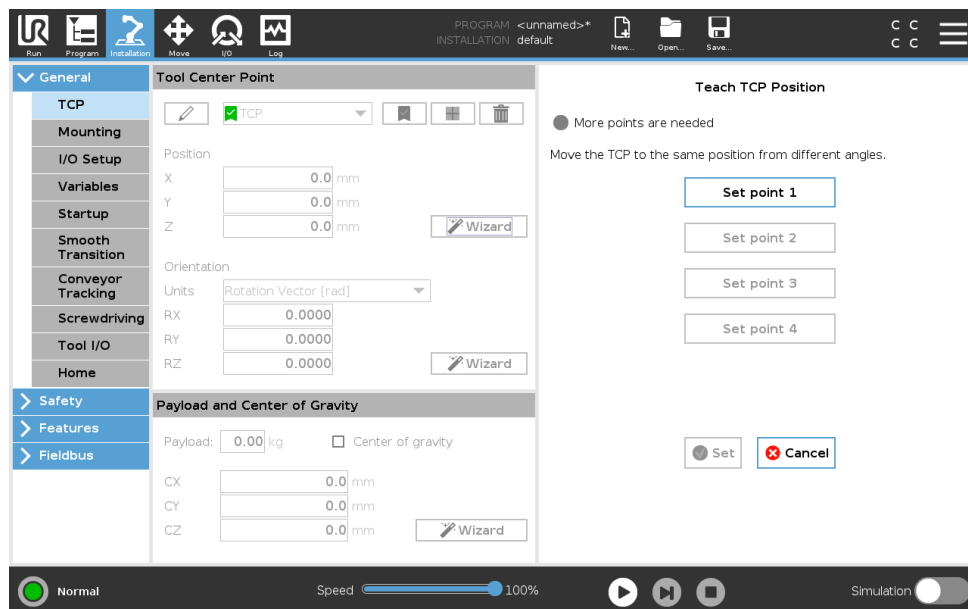 UR
Run
Program
Installation
Move
I/O
Log
PROGRAM <unnamed>*
INSTALLATION default
New...
Open...
Save...
C C
C C
General
TCP
Mounting
I/O Setup
Variables
Startup
Smooth
Transition
Conveyor
Tracking
Screwdriving
Tool I/O
Home
Safety
Features
Fieldbus
Tool Center Point
TCP
Position
X 0.0 mm
Y 0.0 mm
Z 0.0 mm
Wizard
Orientation
Units Rotation Vector [rad]
RX 0.0000
RY 0.0000
RZ 0.0000
Wizard
Payload and Center of Gravity
Payload: 0.00 kg Center of gravity
CX 0.0 mm
CY 0.0 mm
CZ 0.0 mm
Wizard
Teach TCP Position
More points are needed
Move the TCP to the same position from different angles.
Set point 1
Set point 2
Set point 3
Set point 4
Set
Cancel
Normal
Speed 100%
Simulation